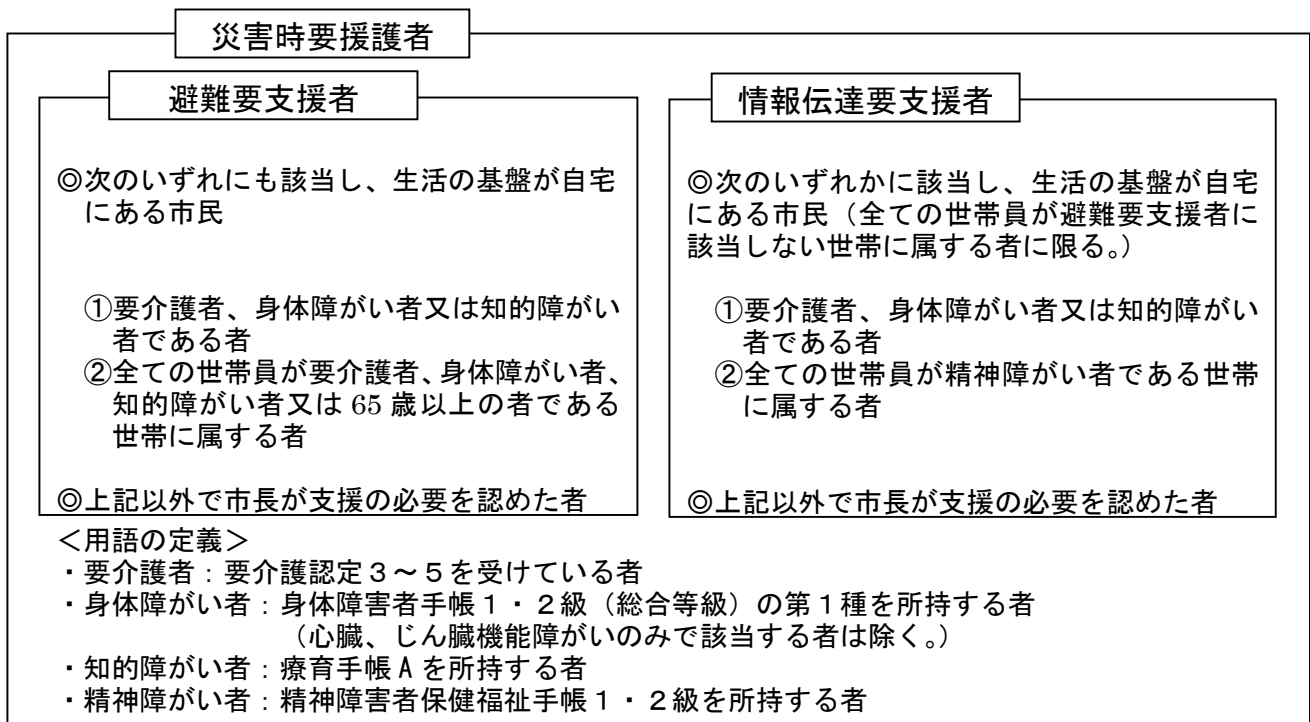 災害時要援護者
避難要支援者
◎次のいずれにも該当し、生活の基盤が自宅
にある市民
①要介護者、身体障がい者又は知的障がい
者である者
②全ての世帯員が要介護者、身体障がい者、
知的障がい者又は 65 歳以上の者である
世帯に属する者
◎上記以外で市長が支援の必要を認めた者
情報伝達要支援者
◎次のいずれかに該当し、生活の基盤が自宅
にある市民（全ての世帯員が避難要支援者に
該当しない世帯に属する者に限る。）
①要介護者、身体障がい者又は知的障がい
者である者
②全ての世帯員が精神障がい者である世帯
に属する者
◎上記以外で市長が支援の必要を認めた者
＜用語の定義＞
・要介護者：要介護認定３～５を受けている者
・身体障がい者：身体障害者手帳１・２級（総合等級）の第１種を所持する者
（心臓、じん臓機能障がいのみで該当する者は除く。）
・知的障がい者：療育手帳Ａを所持する者
・精神障がい者：精神障害者保健福祉手帳１・２級を所持する者